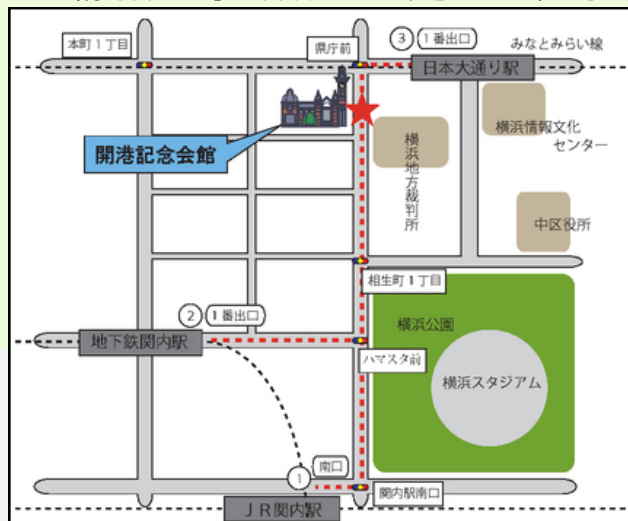 本町1丁目
県庁前
③ 1番出口
みなとみらい線
日本大通り駅
開港記念会館
横浜地方裁判所
横浜情報文化
センター
中区役所
相生町1丁目
② 1番出口
地下鉄関内駅
ハマスタ前
横浜公園
横浜スタジアム
① 南口
関内駅南口
JR関内駅